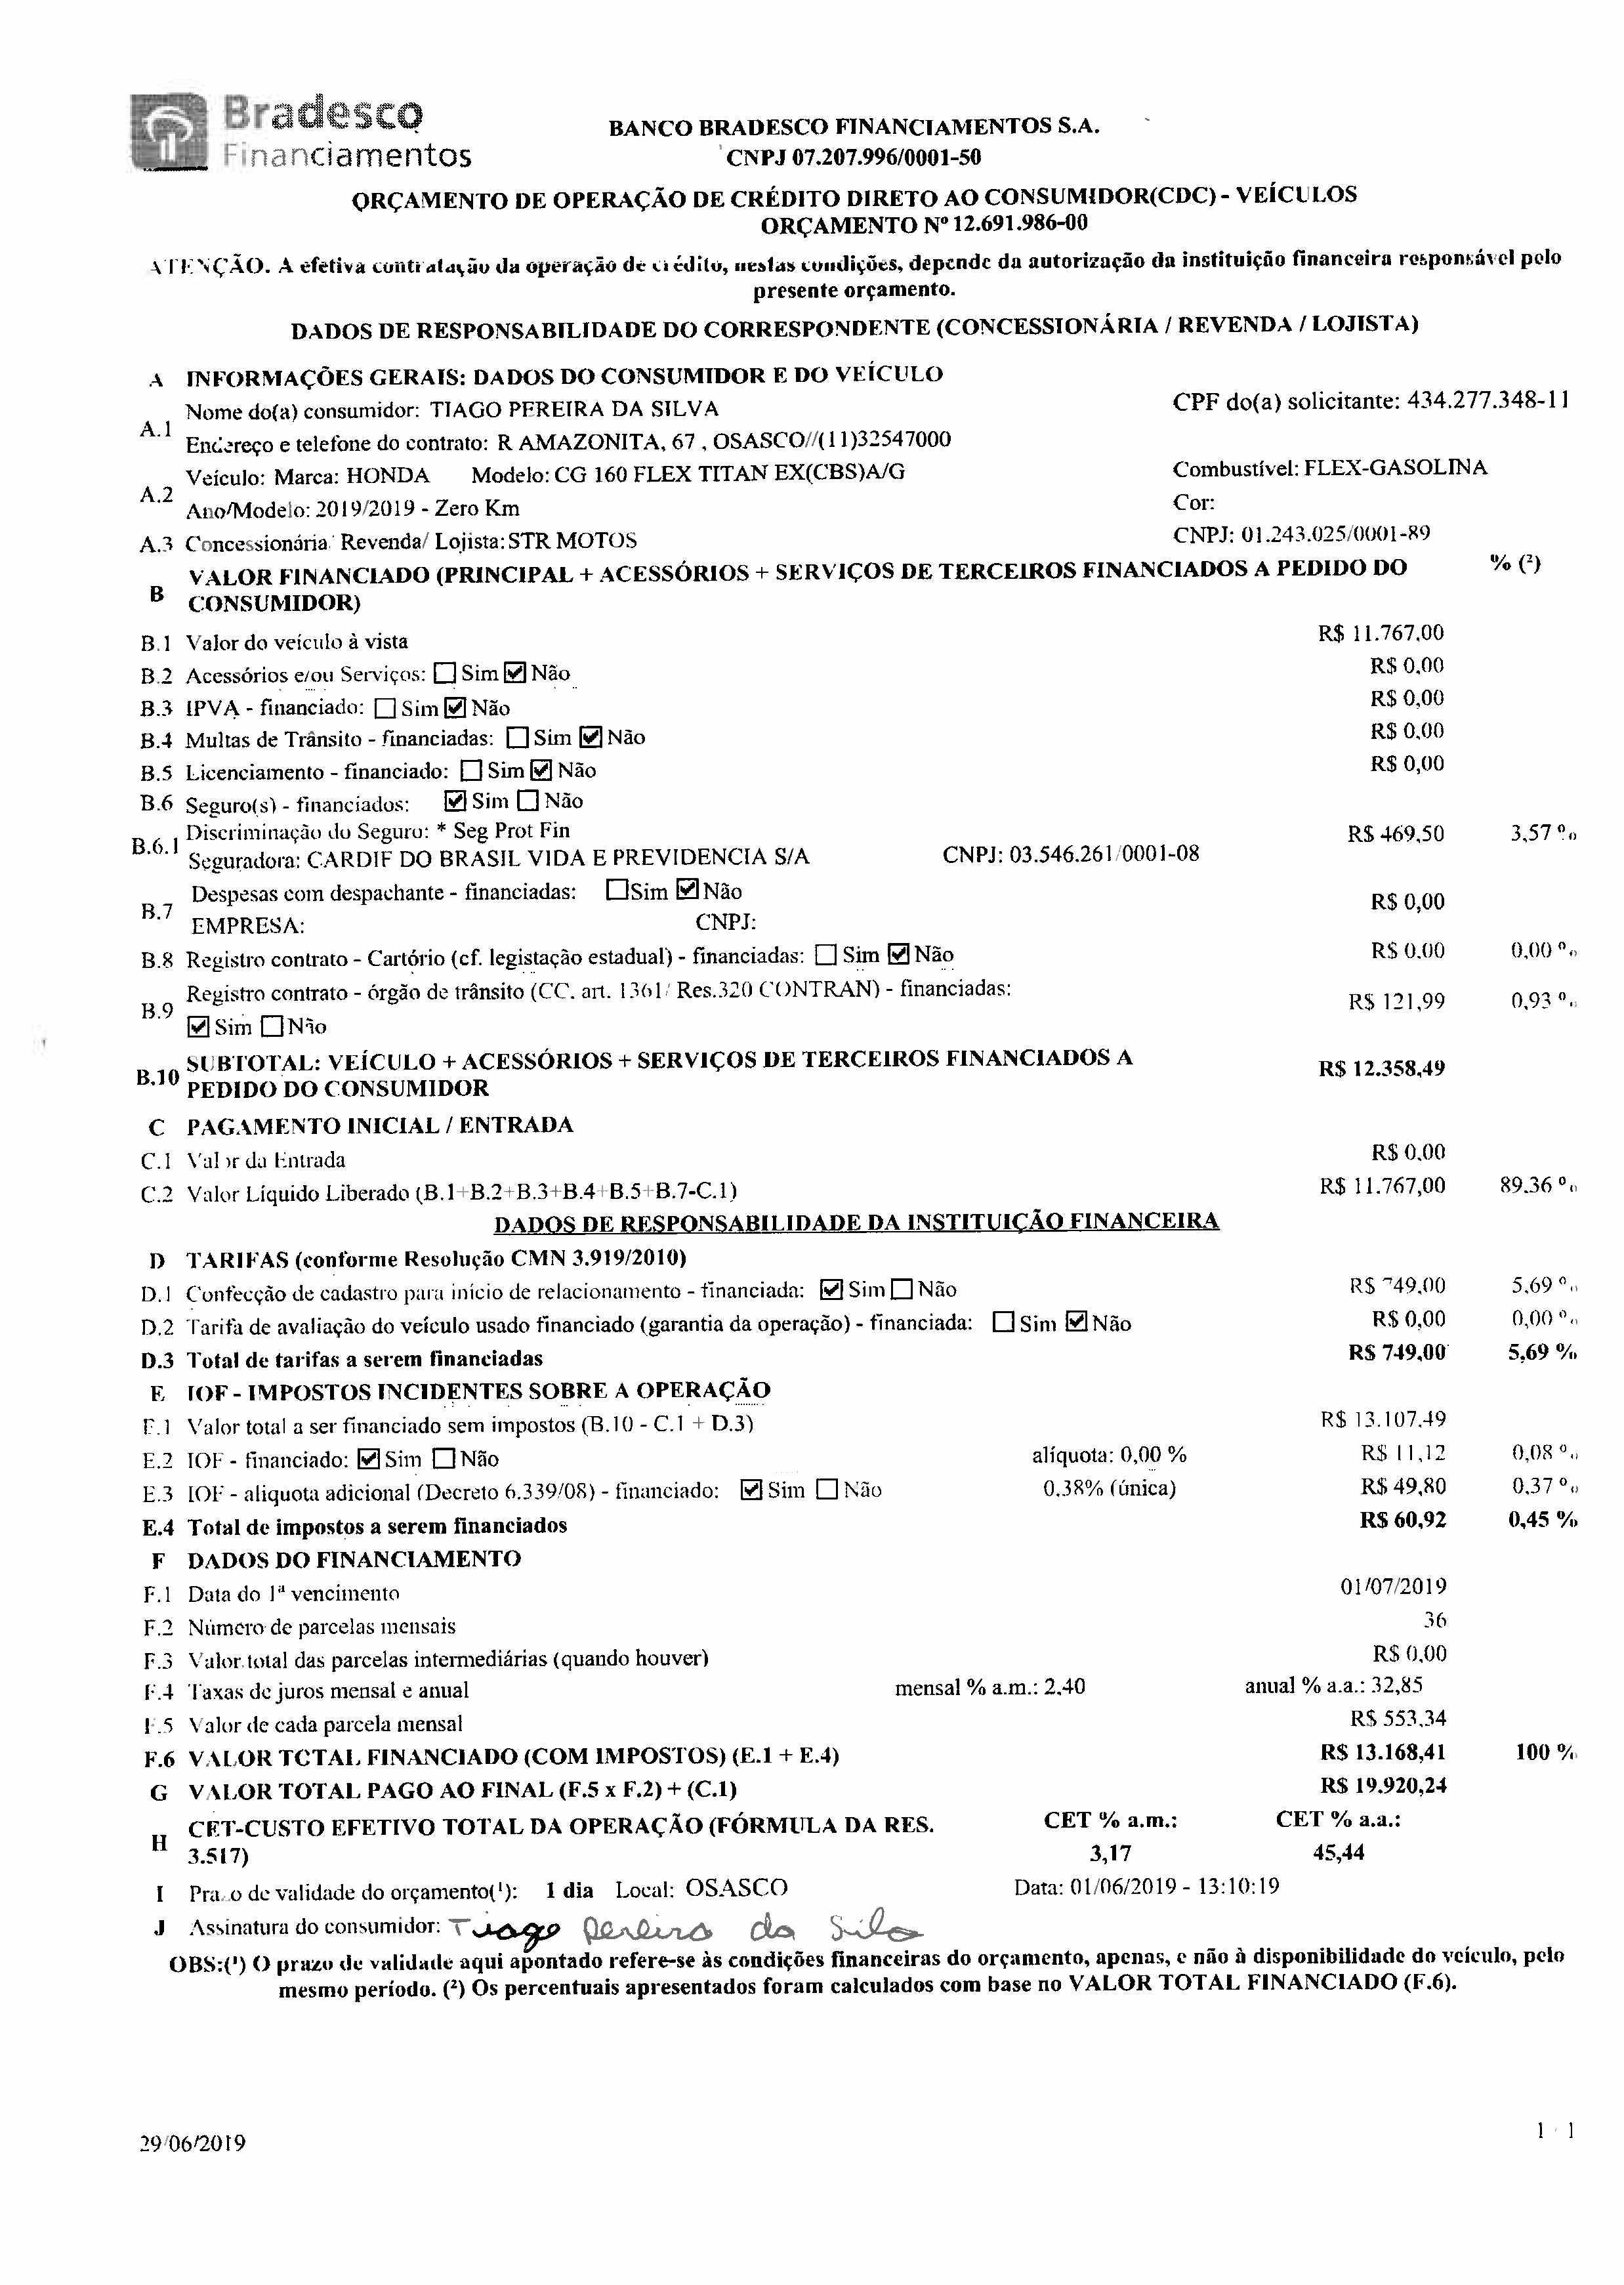 Bradesco
Financiamentos
BANCO BRADESCO FINANCIAMENTOS S.A.
CNPJ 07.207.996/0001-50
ORÇAMENTO DE OPERAÇÃO DE CRÉDITO DIRETO AO CONSUMIDOR(CDC) - VEÍCULOS
ORÇAMENTO Nº 12.691.986-00
ATENÇÃO. A efetiva contratação da operação de crédito, nestas condições, depende da autorização da instituição financeira responsável pelo
presente orçamento.
DADOS DE RESPONSABILIDADE DO CORRESPONDENTE (CONCESSIONÁRIA / REVENDA / LOJISTA)
A INFORMAÇÕES GERAIS: DADOS DO CONSUMIDOR E DO VEÍCULO
A.1 Nome do(a) consumidor: TIAGO PEREIRA DA SILVA CPF do(a) solicitante: 434.277.348-11
Endereço e telefone do contrato: R AMAZONITA, 67 , OSASCO//(11)32547000
A.2 Veículo: Marca: HONDA Modelo: CG 160 FLEX TITAN EX(CBS)A/G Combustível: FLEX-GASOLINA
Ano/Modelo: 2019/2019 - Zero Km Cor:
A.3 Concessionária/ Revenda/ Lojista: STR MOTOS CNPJ: 01.243.025/0001-89
B VALOR FINANCIADO (PRINCIPAL + ACESSÓRIOS + SERVIÇOS DE TERCEIROS FINANCIADOS A PEDIDO DO % (²)
CONSUMIDOR)
B.1 Valor do veículo à vista R$ 11.767,00
B.2 Acessórios e/ou Serviços: ☐ Sim ☑ Não R$ 0,00
B.3 IPVA - financiado: ☐ Sim ☑ Não R$ 0,00
B.4 Multas de Trânsito - financiadas: ☐ Sim ☑ Não R$ 0,00
B.5 Licenciamento - financiado: ☐ Sim ☑ Não R$ 0,00
B.6 Seguro(s) - financiados: ☑ Sim ☐ Não
B.6.1 Discriminação do Seguro: * Seg Prot Fin R$ 469,50 3,57 %
Seguradora: CARDIF DO BRASIL VIDA E PREVIDENCIA S/A CNPJ: 03.546.261/0001-08
B.7 Despesas com despachante - financiadas: ☐ Sim ☑ Não R$ 0,00
EMPRESA: CNPJ:
B.8 Registro contrato - Cartório (cf. legistação estadual) - financiadas: ☐ Sim ☑ Não R$ 0,00 0,00 %
B.9 Registro contrato - órgão de trânsito (CC. art. 1361/ Res.320 CONTRAN) - financiadas: R$ 121,99 0,93 %
☑ Sim ☐ Não
B.10 SUBTOTAL: VEÍCULO + ACESSÓRIOS + SERVIÇOS DE TERCEIROS FINANCIADOS A R$ 12.358,49
PEDIDO DO CONSUMIDOR
C PAGAMENTO INICIAL / ENTRADA
C.1 Valor da Entrada R$ 0,00
C.2 Valor Líquido Liberado (B.1+B.2+B.3+B.4+B.5+B.7-C.1) R$ 11.767,00 89,36 %
DADOS DE RESPONSABILIDADE DA INSTITUIÇÃO FINANCEIRA
D TARIFAS (conforme Resolução CMN 3.919/2010)
D.1 Confecção de cadastro para início de relacionamento - financiada: ☑ Sim ☐ Não R$ 749,00 5,69 %
D.2 Tarifa de avaliação do veículo usado financiado (garantia da operação) - financiada: ☐ Sim ☑ Não R$ 0,00 0,00 %
D.3 Total de tarifas a serem financiadas R$ 749,00 5,69 %
E IOF - IMPOSTOS INCIDENTES SOBRE A OPERAÇÃO
E.1 Valor total a ser financiado sem impostos (B.10 - C.1 + D.3) R$ 13.107,49
E.2 IOF - financiado: ☑ Sim ☐ Não alíquota: 0,00 % R$ 11,12 0,08 %
E.3 IOF - aliquota adicional (Decreto 6.339/08) - financiado: ☑ Sim ☐ Não 0.38% (única) R$ 49,80 0,37 %
E.4 Total de impostos a serem financiados R$ 60,92 0,45 %
F DADOS DO FINANCIAMENTO
F.1 Data do 1ª vencimento 01/07/2019
F.2 Número de parcelas mensais 36
F.3 Valor total das parcelas intermediárias (quando houver) R$ 0,00
F.4 Taxas de juros mensal e anual mensal % a.m.: 2,40 anual % a.a.: 32,85
F.5 Valor de cada parcela mensal R$ 553,34
F.6 VALOR TOTAL FINANCIADO (COM IMPOSTOS) (E.1 + E.4) R$ 13.168,41 100 %
G VALOR TOTAL PAGO AO FINAL (F.5 x F.2) + (C.1) R$ 19.920,24
H CET-CUSTO EFETIVO TOTAL DA OPERAÇÃO (FÓRMULA DA RES. CET % a.m.: CET % a.a.:
3.517) 3,17 45,44
I Prazo de validade do orçamento(¹): 1 dia Local: OSASCO Data: 01/06/2019 - 13:10:19
J Assinatura do consumidor: Tiago Pereira da Silva
OBS:(¹) O prazo de validade aqui apontado refere-se às condições financeiras do orçamento, apenas, e não à disponibilidade do veículo, pelo
mesmo período. (²) Os percentuais apresentados foram calculados com base no VALOR TOTAL FINANCIADO (F.6).
29/06/2019 1 / 1